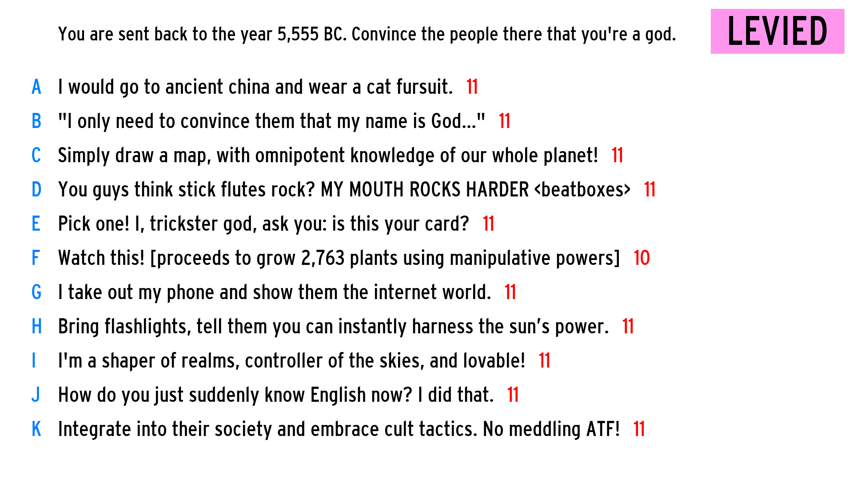 You are sent back to the year 5,555 BC. Convince the people there that you're a god.
LEVIED
A I would go to ancient china and wear a cat fursuit. 11
B "I only need to convince them that my name is God..." 11
C Simply draw a map, with omnipotent knowledge of our whole planet! 11
D You guys think stick flutes rock? MY MOUTH ROCKS HARDER <beatboxes> 11
E Pick one! I, trickster god, ask you: is this your card? 11
F Watch this! [proceeds to grow 2,763 plants using manipulative powers] 10
G I take out my phone and show them the internet world. 11
H Bring flashlights, tell them you can instantly harness the sun’s power. 11
I I'm a shaper of realms, controller of the skies, and lovable! 11
J How do you just suddenly know English now? I did that. 11
K Integrate into their society and embrace cult tactics. No meddling ATF! 11